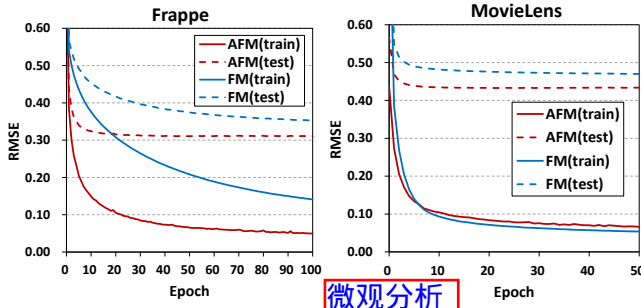 Frappe
0.60
0.50
0.40
0.30
0.20
0.10
0.00
RMSE
AFM(train)
AFM(test)
FM(train)
FM(test)
0 10 20 30 40 50 60 70 80 90 100
Epoch
MovieLens
0.60
0.50
0.40
0.30
0.20
0.10
0.00
RMSE
AFM(train)
AFM(test)
FM(train)
FM(test)
0 10 20 30 40 50
Epoch
微观分析